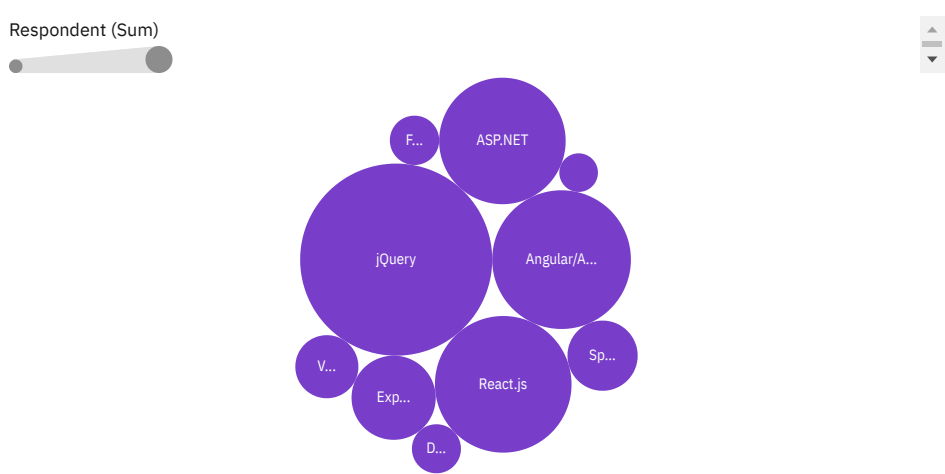 Respondent (Sum)
F...
ASP.NET
jQuery
Angular/A...
Sp...
V...
Exp...
React.js
D...